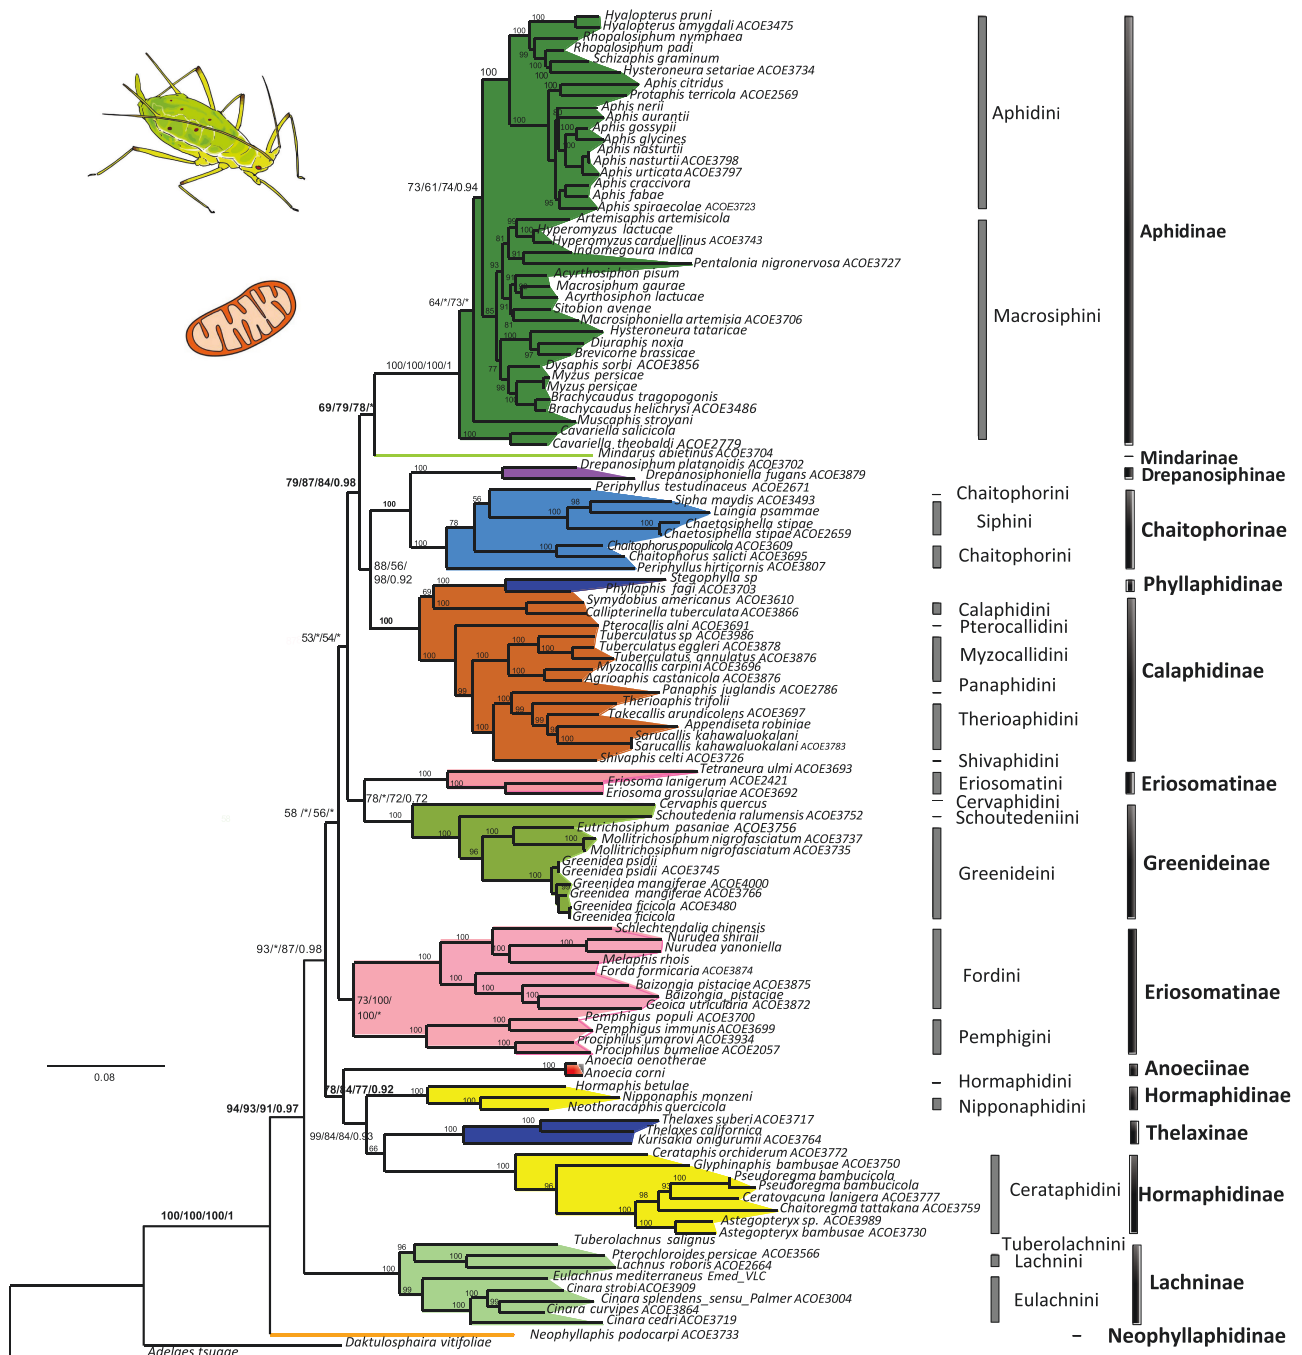 Hyalopterus pruni
Hyalopterus amygdali ACOE3475
Rhopalosiphum nymphaea
Rhopalosiphum padi
Schizaphis graminum
Hysteroneura setariae ACOE3734
Aphis citridus
Protaphis terricola ACOE2569
Aphis nerii
Aphis aurantii
Aphis gossypii
Aphis glycines
Aphis nasturtii
Aphis nasturtii ACOE3798
Aphis urticata ACOE3797
Aphis craccivora
Aphis fabae
Aphis spiraecolae ACOE3723
Artemisaphis artemisicola
Hyperomyzus lactucae
Hyperomyzus carduellinus ACOE3743
Indomegoura indica
Pentalonia nigronervosa ACOE3727
Acyrthosiphon pisum
Macrosiphum gaurae
Acyrthosiphon lactucae
Sitobion avenae
Macrosiphoniella artemisia ACOE3706
Hysteroneura tataricae
Diuraphis noxia
Brevicorne brassicae
Dysaphis sorbi ACOE3856
Myzus persicae
Myzus persicae
Brachycaudus tragopogonis
Brachycaudus helichrysi ACOE3486
Muscaphis stroyani
Cavariella salicicola
Cavariella theobaldi ACOE2779
Mindarus abietinus ACOE3704
Drepanosiphum platanoidis ACOE3702
Drepanosiphoniella fugans ACOE3879
Periphyllus testudinaceus ACOE2671
Sipha maydis ACOE3493
Laingia psammae
Chaetosiphella stipae
Chaetosiphella stipae ACOE2659
Chaitophorus populicola ACOE3609
Chaitophorus salicti ACOE3695
Periphyllus hirticornis ACOE3807
Stegophylla sp
Phyllaphis fagi ACOE3703
Symydobius americanus ACOE3610
Callipterinella tuberculata ACOE3866
Pterocallis alni ACOE3691
Tuberculatus sp ACOE3986
Tuberculatus eggleri ACOE3878
Tuberculatus annulatus ACOE3876
Myzocallis carpini ACOE3696
Agrioaphis castanicola ACOE3876
Panaphis juglandis ACOE2786
Therioaphis trifolii
Takecallis arundicolens ACOE3697
Appendiseta robiniae
Sarucallis kahawaluokalani
Sarucallis kahawaluokalani ACOE3783
Shivaphis celti ACOE3726
Tetraneura ulmi ACOE3693
Eriosoma lanigerum ACOE2421
Eriosoma grossulariae ACOE3692
Cervaphis quercus
Schoutedenia ralumensis ACOE3752
Eutrichosiphum pasaniae ACOE3756
Mollitrichosiphum nigrofasciatum ACOE3737
Mollitrichosiphum nigrofasciatum ACOE3735
Greenidea psidii
Greenidea psidii ACOE3745
Greenidea mangiferae ACOE4000
Greenidea mangiferae ACOE3766
Greenidea ficicola ACOE3480
Greenidea ficicola
Schlechtendalia chinensis
Nurudea shiraii
Nurudea yanoniella
Melaphis rhois
Forda formicaria ACOE3874
Baizongia pistaciae ACOE3875
Baizongia pistaciae
Geoica utricularia ACOE3872
Pemphigus populi ACOE3700
Pemphigus immunis ACOE3699
Prociphilus umarovi ACOE3934
Prociphilus bumeliae ACOE2057
Anoecia oenotherae
Anoecia corni
Hormaphis betulae
Nipponaphis monzeni
Neothoracaphis quercicola
Thelaxes suberi ACOE3717
Thelaxes californica
Kurisakia onigurumii ACOE3764
Cerataphis orchiderum ACOE3772
Glyphinaphis bambusae ACOE3750
Pseudoregma bambucicola
Pseudoregma bambucicola
Ceratovacuna lanigera ACOE3777
Chaitoregma tattakana ACOE3759
Astegopteryx sp. ACOE3989
Astegopteryx bambusae ACOE3730
Tuberolachnus salignus
Pterochloroides persicae ACOE3566
Lachnus roboris ACOE2664
Eulachnus mediterraneus Emed_VLC
Cinara strobi ACOE3909
Cinara splendens_sensu_Palmer ACOE3004
Cinara curvipes ACOE3864
Cinara cedri ACOE3719
Neophyllaphis podocarpi ACOE3733
Daktulosphaira vitifoliae
Adelges tsugae
73/61/74/0.94
64/*/73/*
100/100/100/1
69/79/78/*
79/87/84/0.98
88/56/
98/0.92
53/*/54/*
78/*/72/0.72
58 /*/56/*
93/*/87/0.98
73/100/
100/*
78/84/77/0.92
94/93/91/0.97
99/84/84/0.93
100/100/100/1
0.08
Aphidini
Macrosiphini
Chaitophorini
Siphini
Chaitophorini
Calaphidini
Pterocallidini
Myzocallidini
Panaphidini
Therioaphidini
Shivaphidini
Eriosomatini
Cervaphidini
Schoutedeniini
Greenideini
Fordini
Pemphigini
Hormaphidini
Nipponaphidini
Cerataphidini
Tuberolachnini
Lachnini
Eulachnini
Aphidinae
Mindarinae
Drepanosiphinae
Chaitophorinae
Phyllaphidinae
Calaphidinae
Eriosomatinae
Greenideinae
Eriosomatinae
Anoeciinae
Hormaphidinae
Thelaxinae
Hormaphidinae
Lachninae
Neophyllaphidinae